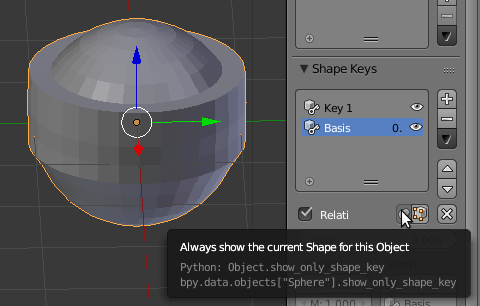 Shape Keys
Key 1
Basis 0.
Relati
Always show the current Shape for this Object
Python: Object.show_only_shape_key
bpy.data.objects["Sphere"].show_only_shape_key